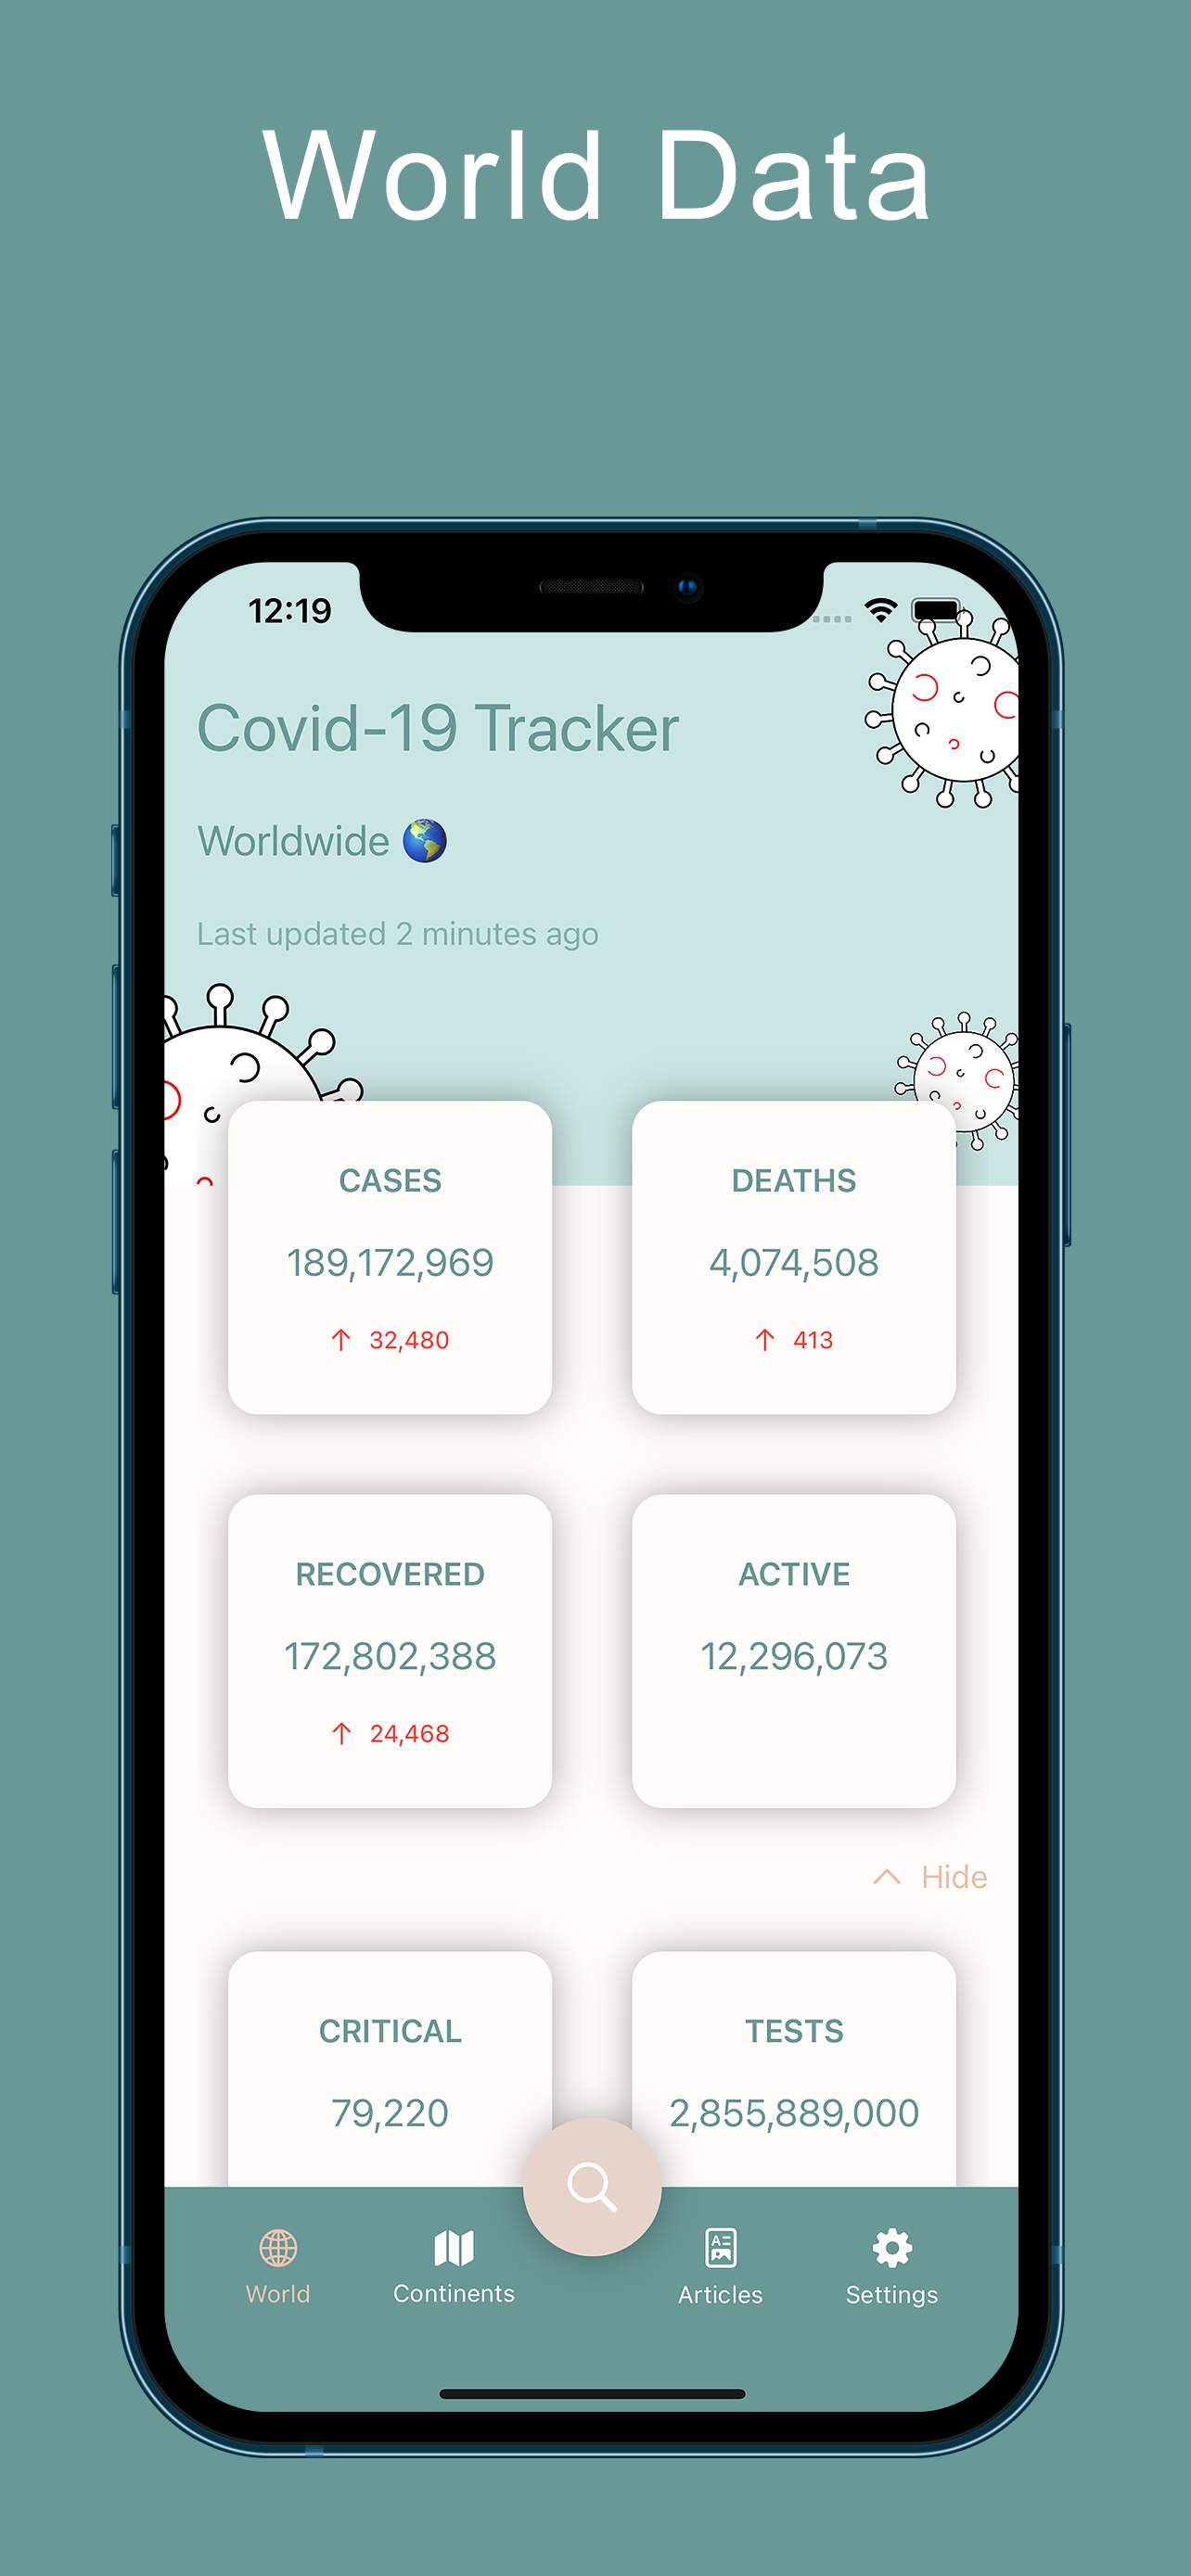 World Data
12:19
Covid-19 Tracker
Worldwide 🌎
Last updated 2 minutes ago
CASES
189,172,969
↑ 32,480
DEATHS
4,074,508
↑ 413
RECOVERED
172,802,388
↑ 24,468
ACTIVE
12,296,073
Hide
CRITICAL
79,220
TESTS
2,855,889,000
World
Continents
Articles
Settings